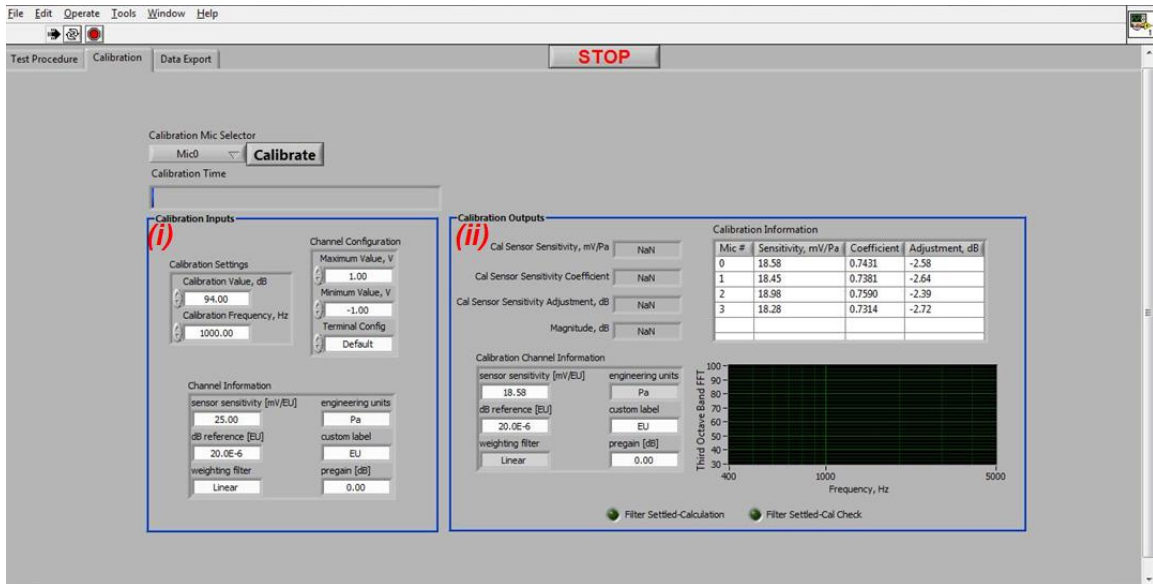 File Edit Operate Tools Window Help
1
Test Procedure Calibration Data Export
STOP
Calibration Mic Selector
Mic0 Calibrate
Calibration Time
Calibration Inputs
(i)
Calibration Settings
Calibration Value, dB
94.00
Calibration Frequency, Hz
1000.00
Channel Configuration
Maximum Value, V
1.00
Minimum Value, V
-1.00
Terminal Config
Default
Channel Information
sensor sensitivity [mV/EU] engineering units
25.00 Pa
dB reference [EU] custom label
20.0E-6 EU
weighting filter pregain [dB]
Linear 0.00
Calibration Outputs
(ii)
Cal Sensor Sensitivity, mV/Pa NaN
Cal Sensor Sensitivity Coefficient NaN
Cal Sensor Sensitivity Adjustment, dB NaN
Magnitude, dB NaN
Calibration Information
Mic # Sensitivity, mV/Pa Coefficient Adjustment, dB
0 18.58 0.7431 -2.58
1 18.45 0.7381 -2.64
2 18.98 0.7590 -2.39
3 18.28 0.7314 -2.72
Calibration Channel Information
sensor sensitivity [mV/EU] engineering units
18.58 Pa
dB reference [EU] custom label
20.0E-6 EU
weighting filter pregain [dB]
Linear 0.00
Third Octave Band FFT
100
90
80
70
60
50
40
30
400 1000 5000
Frequency, Hz
Filter Settled-Calculation Filter Settled-Cal Check